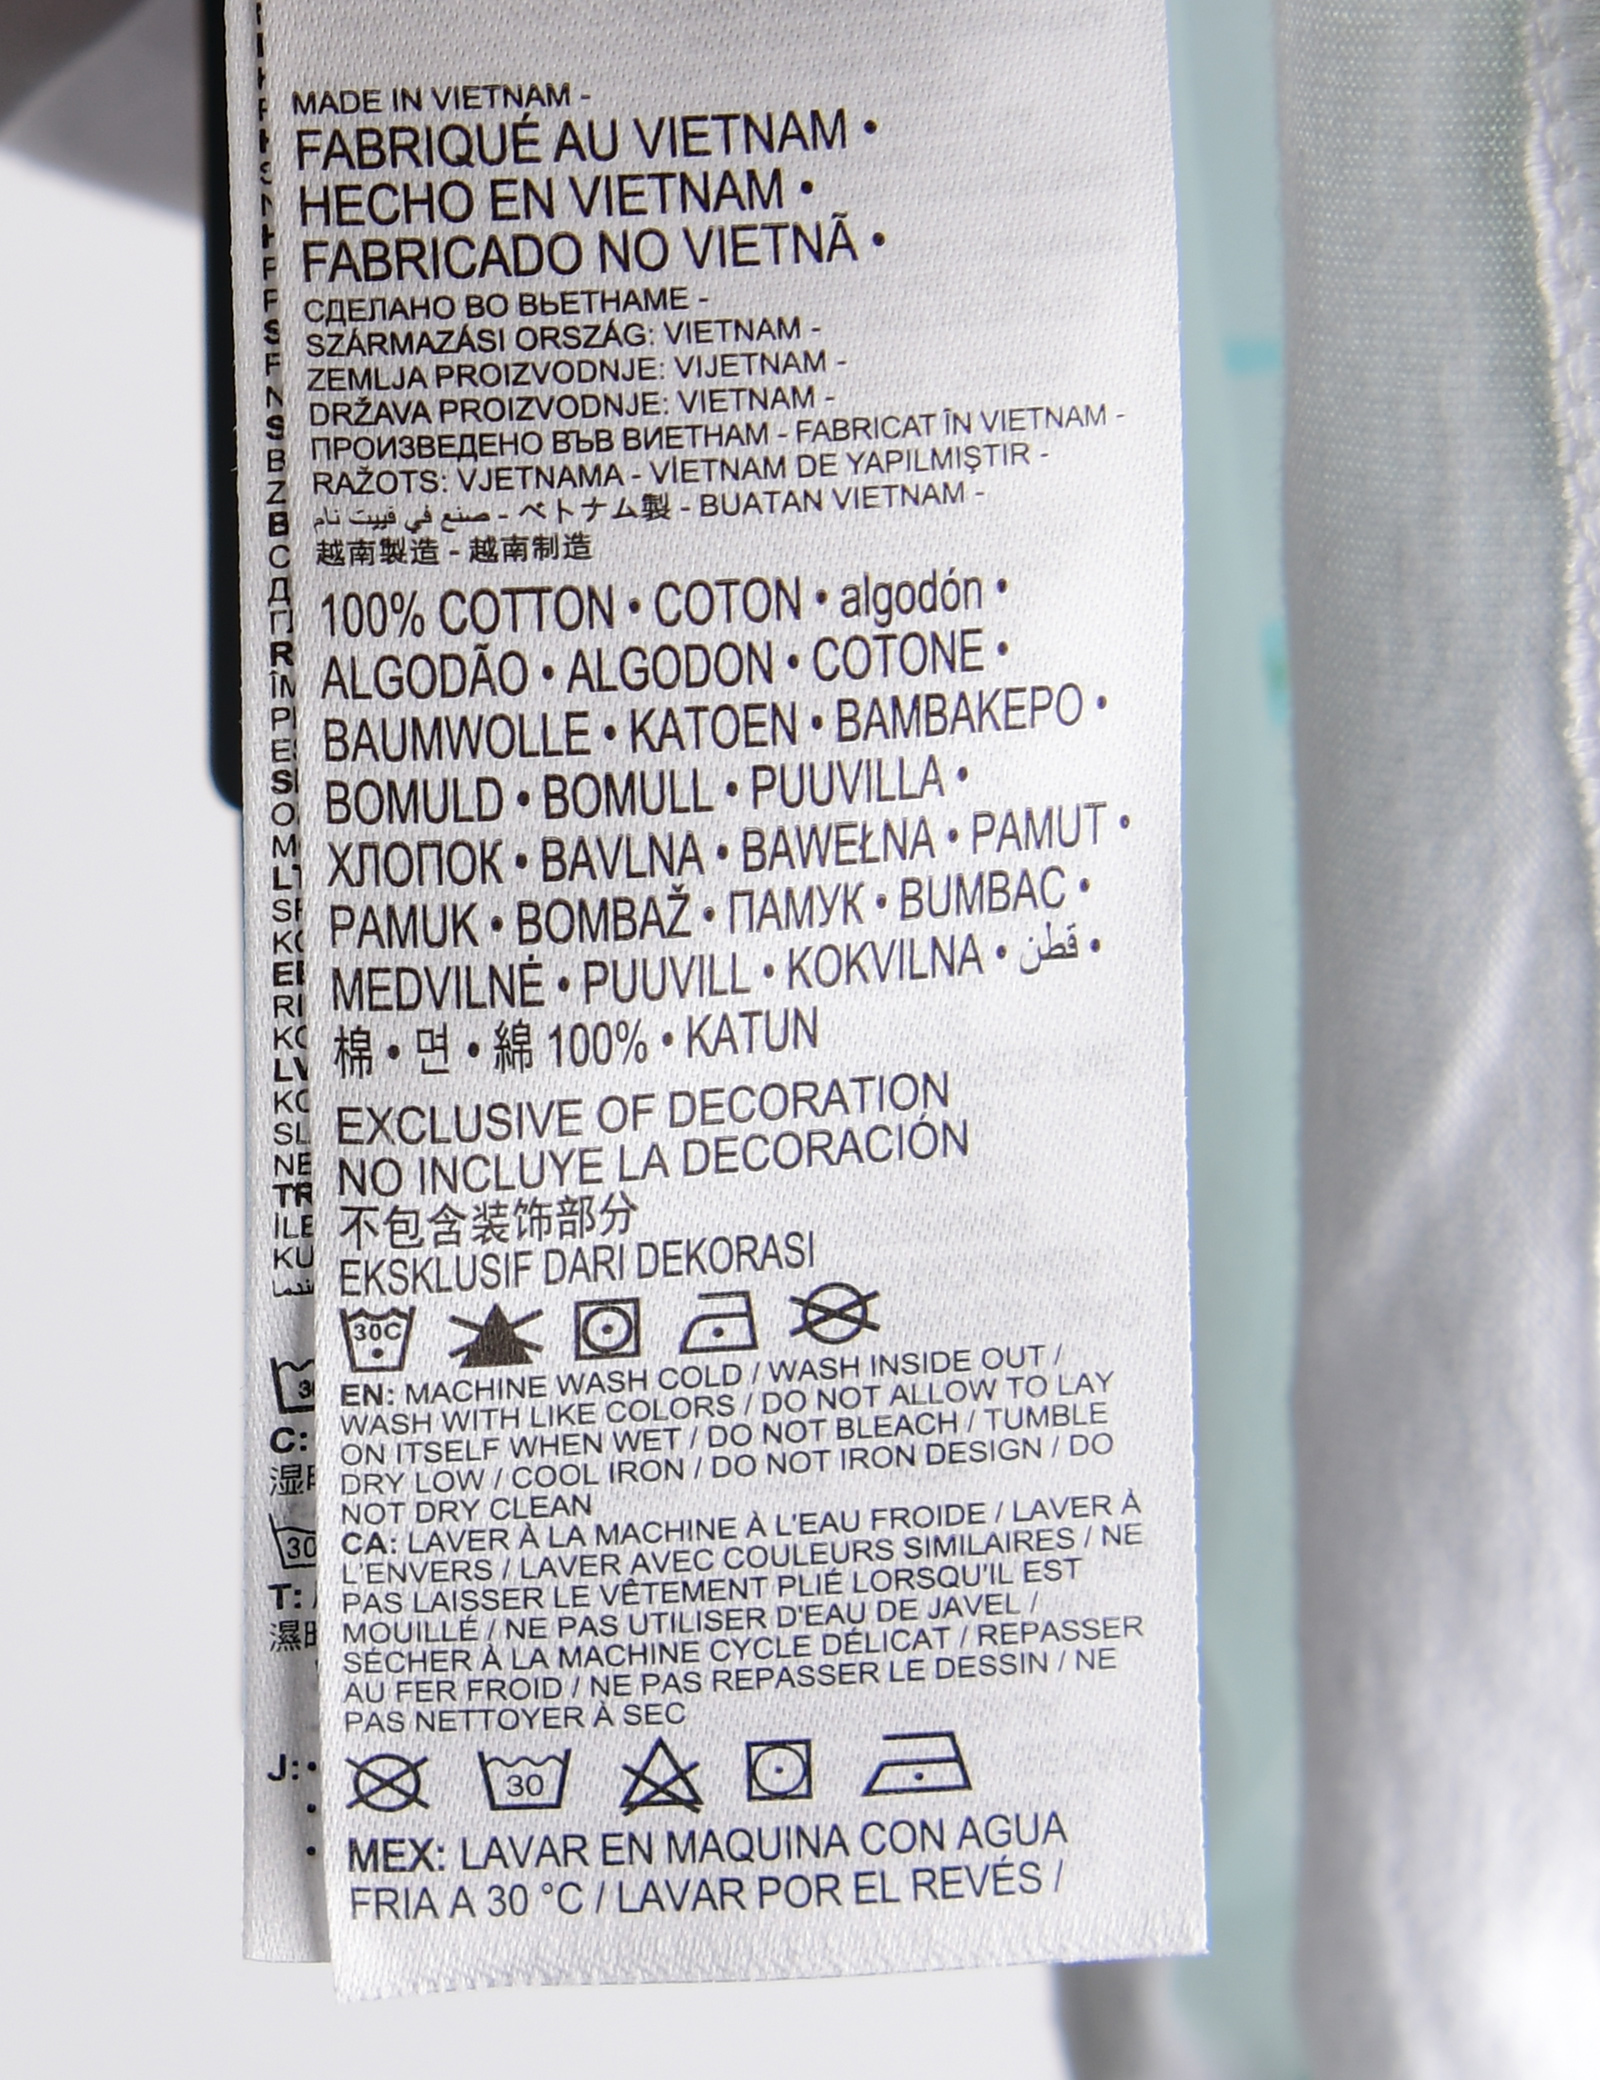 MADE IN VIETNAM -
FABRIQUÉ AU VIETNAM •
HECHO EN VIETNAM •
FABRICADO NO VIETNÃ •
СДЕЛАНО ВО ВЬЕТНАМЕ -
SZÁRMAZÁSI ORSZÁG: VIETNAM -
ZEMLJA PROIZVODNJE: VIJETNAM -
DRŽAVA PROIZVODNJE: VIETNAM -
ПРОИЗВЕДЕНО ВЪВ ВИЕТНАМ - FABRICAT ÎN VIETNAM -
RAŽOTS: VJETNAMA - VİETNAM DE YAPILMIŞTIR -
صنع في فييت نام - ベトナム製 - BUATAN VIETNAM -
越南製造 - 越南制造
100% COTTON • COTON • algodón •
ALGODÃO • ALGODON • COTONE •
BAUMWOLLE • KATOEN • BAMBAKEPO •
BOMULD • BOMULL • PUUVILLA •
ХЛОПОК • BAVLNA • BAWEŁNA • PAMUT •
PAMUK • BOMBAŽ • ПАМУК • BUMBAC •
MEDVILNĖ • PUUVILL • KOKVILNA • قطن •
棉 • 면 • 綿 100% • KATUN
EXCLUSIVE OF DECORATION
NO INCLUYE LA DECORACIÓN
不包含装饰部分
EKSKLUSIF DARI DEKORASI
30C
EN: MACHINE WASH COLD / WASH INSIDE OUT /
WASH WITH LIKE COLORS / DO NOT ALLOW TO LAY
ON ITSELF WHEN WET / DO NOT BLEACH / TUMBLE
DRY LOW / COOL IRON / DO NOT IRON DESIGN / DO
NOT DRY CLEAN
CA: LAVER À LA MACHINE À L'EAU FROIDE / LAVER À
L'ENVERS / LAVER AVEC COULEURS SIMILAIRES / NE
PAS LAISSER LE VÊTEMENT PLIÉ LORSQU'IL EST
MOUILLÉ / NE PAS UTILISER D'EAU DE JAVEL /
SÉCHER À LA MACHINE CYCLE DÉLICAT / REPASSER
AU FER FROID / NE PAS REPASSER LE DESSIN / NE
PAS NETTOYER À SEC
30
MEX: LAVAR EN MAQUINA CON AGUA
FRIA A 30 °C / LAVAR POR EL REVÉS /